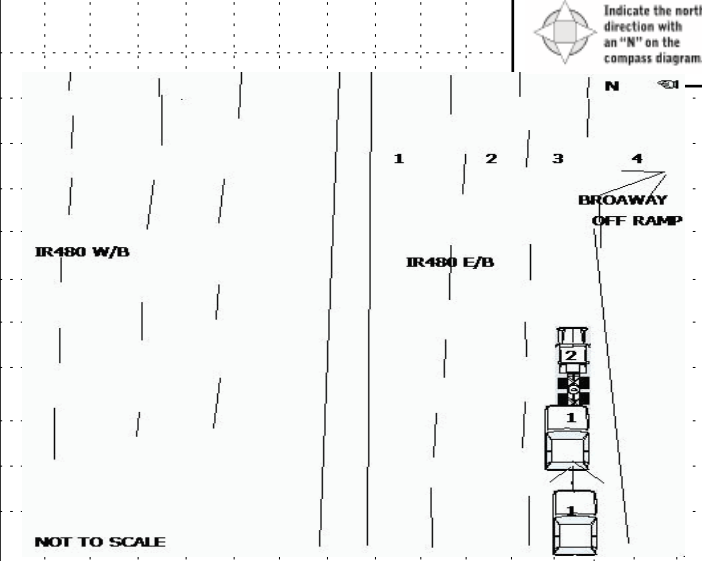 Indicate the north
direction with
an "N" on the
compass diagram.
N
1 2 3 4
BROAWAY
OFF RAMP
IR480 W/B
IR480 E/B
2
1
1
NOT TO SCALE